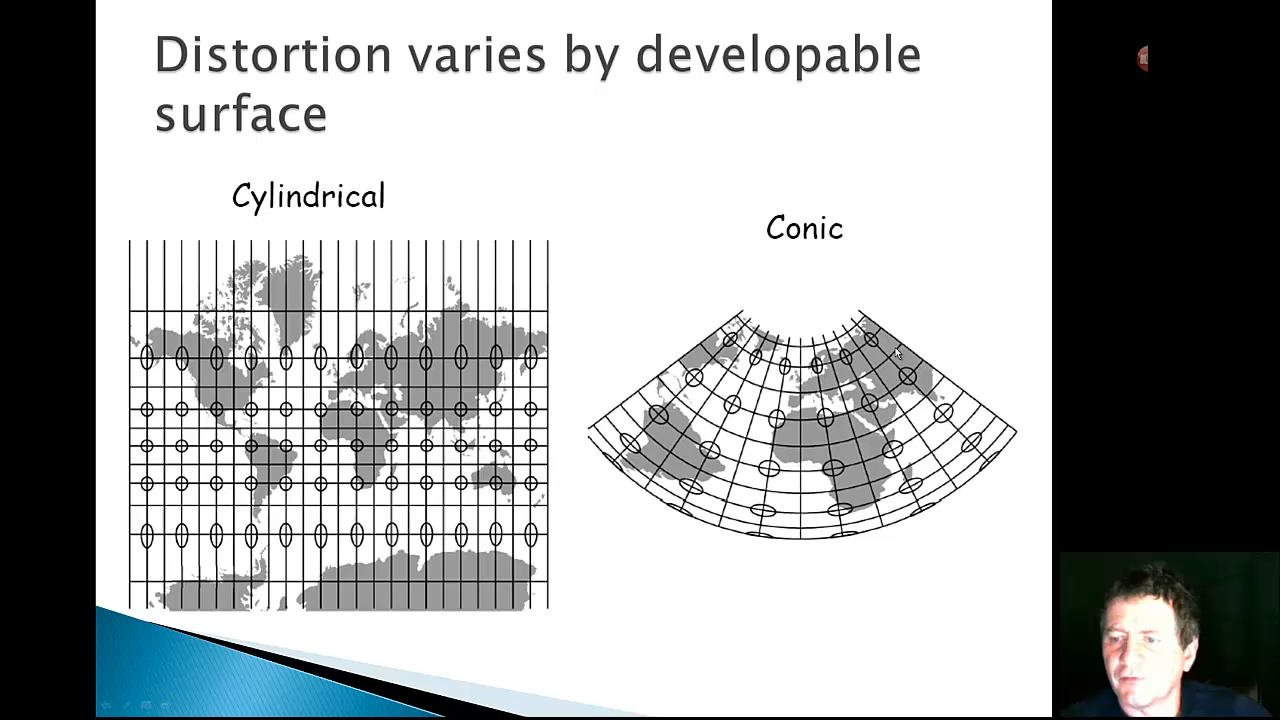 Distortion varies by developable
surface
Cylindrical
Conic